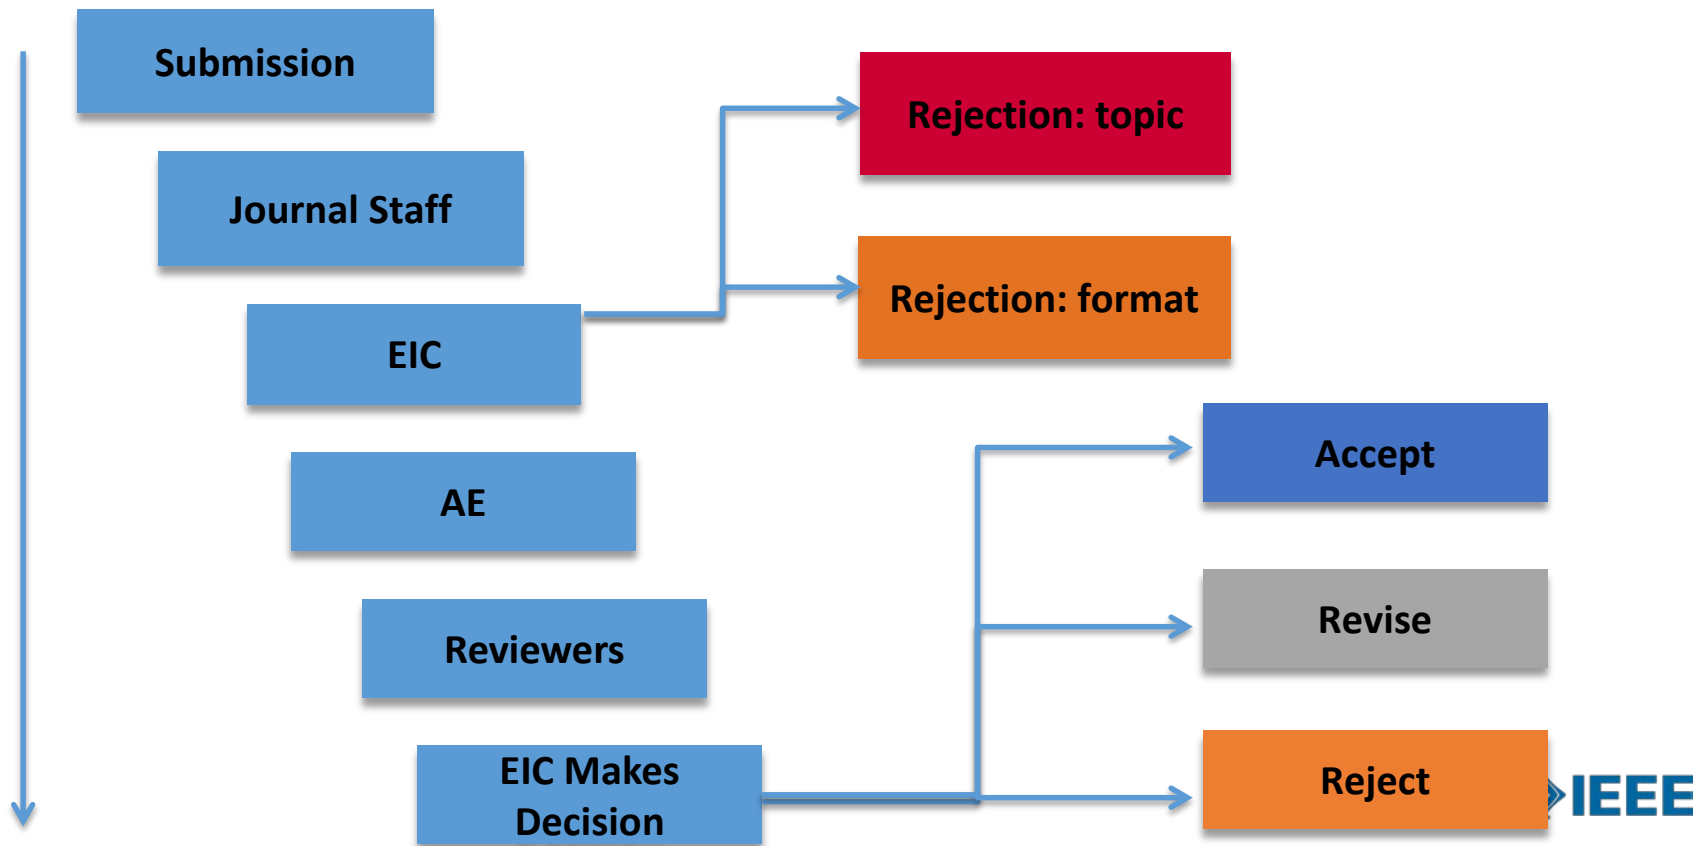 Submission
Rejection: topic
Journal Staff
Rejection: format
EIC
Accept
AE
Revise
Reviewers
EIC Makes
Decision
Reject
IEEE